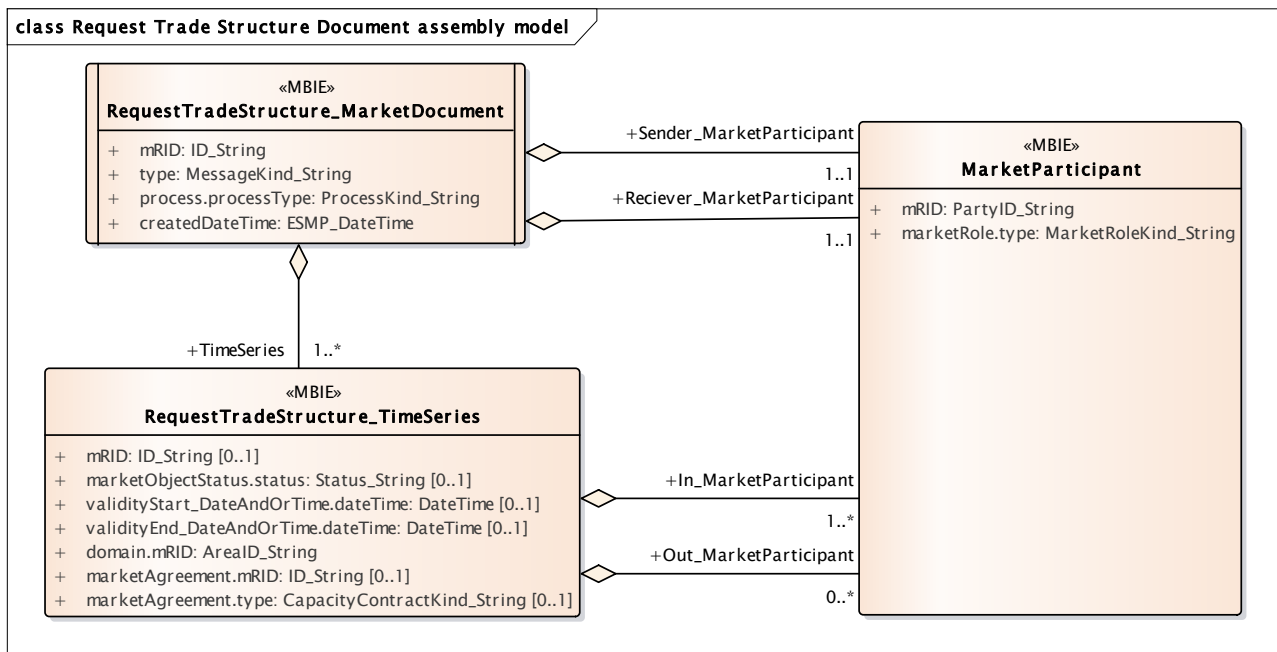 class Request Trade Structure Document assembly model
«MBIE»
RequestTradeStructure_MarketDocument
+ mRID: ID_String
+ type: MessageKind_String
+ process.processType: ProcessKind_String
+ createdDateTime: ESMP_DateTime
+Sender_MarketParticipant
1..1
+Reciever_MarketParticipant
1..1
«MBIE»
MarketParticipant
+ mRID: PartyID_String
+ marketRole.type: MarketRoleKind_String
+TimeSeries 1..*
«MBIE»
RequestTradeStructure_TimeSeries
+ mRID: ID_String [0..1]
+ marketObjectStatus.status: Status_String [0..1]
+ validityStart_DateAndOrTime.dateTime: DateTime [0..1]
+ validityEnd_DateAndOrTime.dateTime: DateTime [0..1]
+ domain.mRID: AreaID_String
+ marketAgreement.mRID: ID_String [0..1]
+ marketAgreement.type: CapacityContractKind_String [0..1]
+In_MarketParticipant
1..*
+Out_MarketParticipant
0..*